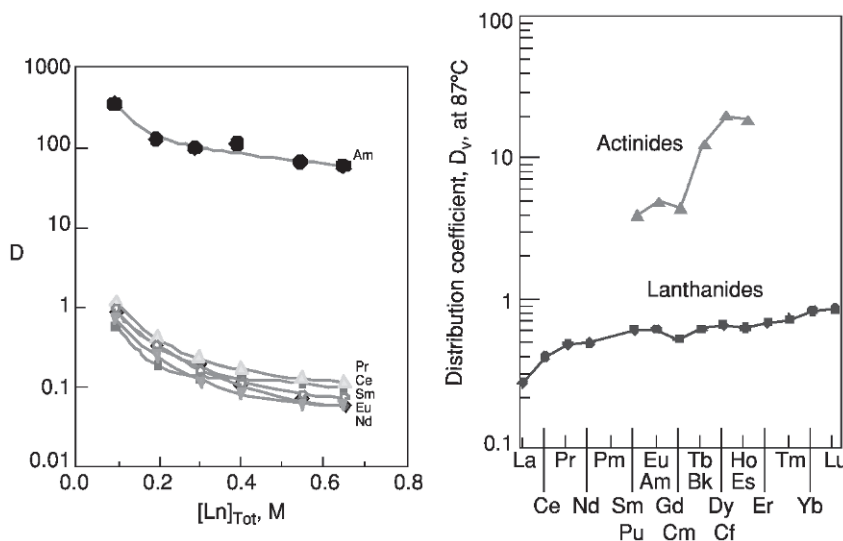 1000
100
10
1
0.1
0.01
D
Am
Pr
Ce
Sm
Eu
Nd
0.0 0.2 0.4 0.6 0.8
[Ln]Tot, M
Distribution coefficient, Dv, at 87ºC
100
10
1
0.1
Actinides
Lanthanides
La Pr Pm Eu Tb Ho Tm Lu
Am Bk Es
Ce Nd Sm Gd Dy Er Yb
Pu Cm Cf